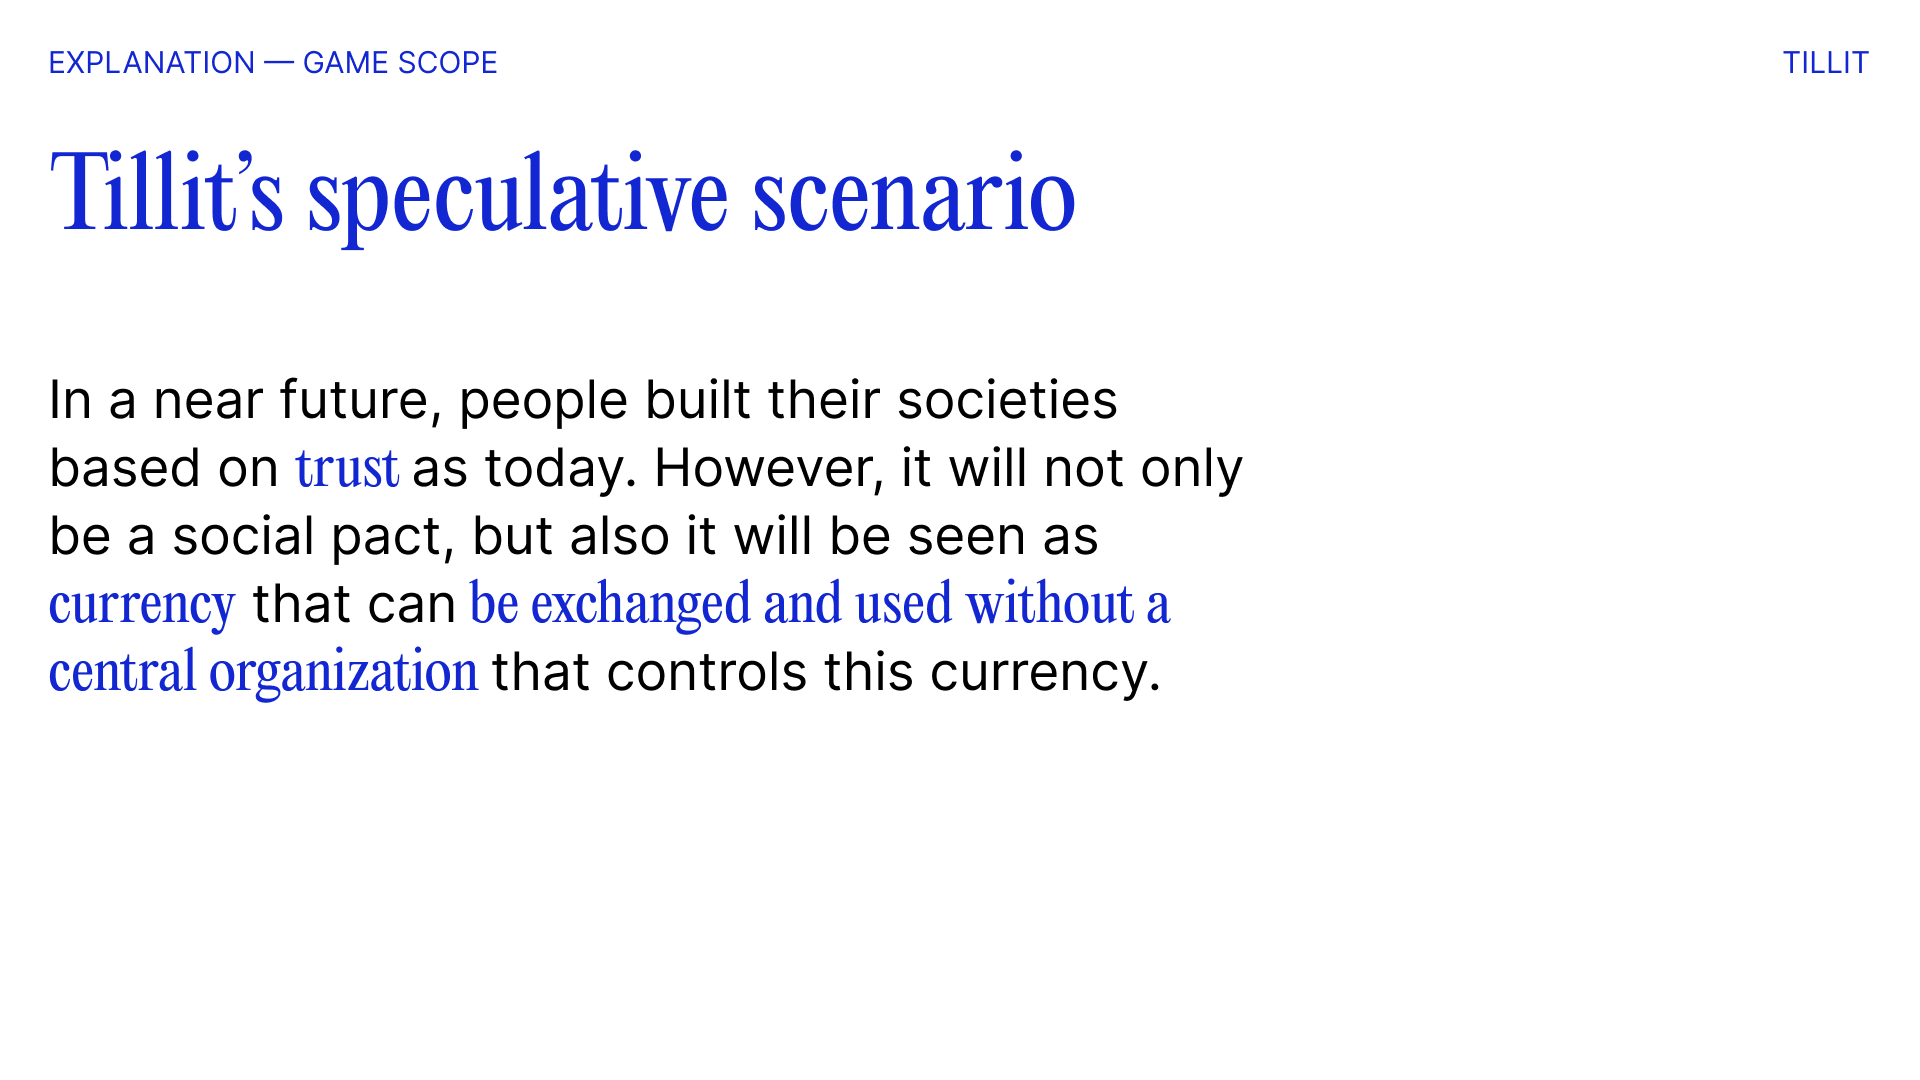 EXPLANATION — GAME SCOPE
TILLIT
Tillit’s speculative scenario
In a near future, people built their societies
based on trust as today. However, it will not only
be a social pact, but also it will be seen as
currency that can be exchanged and used without a
central organization that controls this currency.